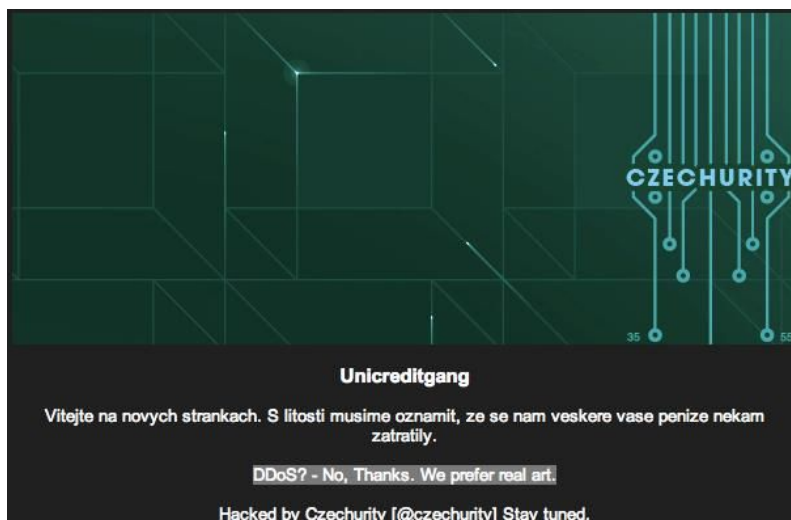 CZECHURITY
35
55
Unicreditgang
Vitejte na novych strankach. S litosti musime oznamit, ze se nam veskere vase penize nekam
zatratily.
DDoS? - No, Thanks. We prefer real art.
Hacked by Czechurity [@czechurity] Stay tuned.